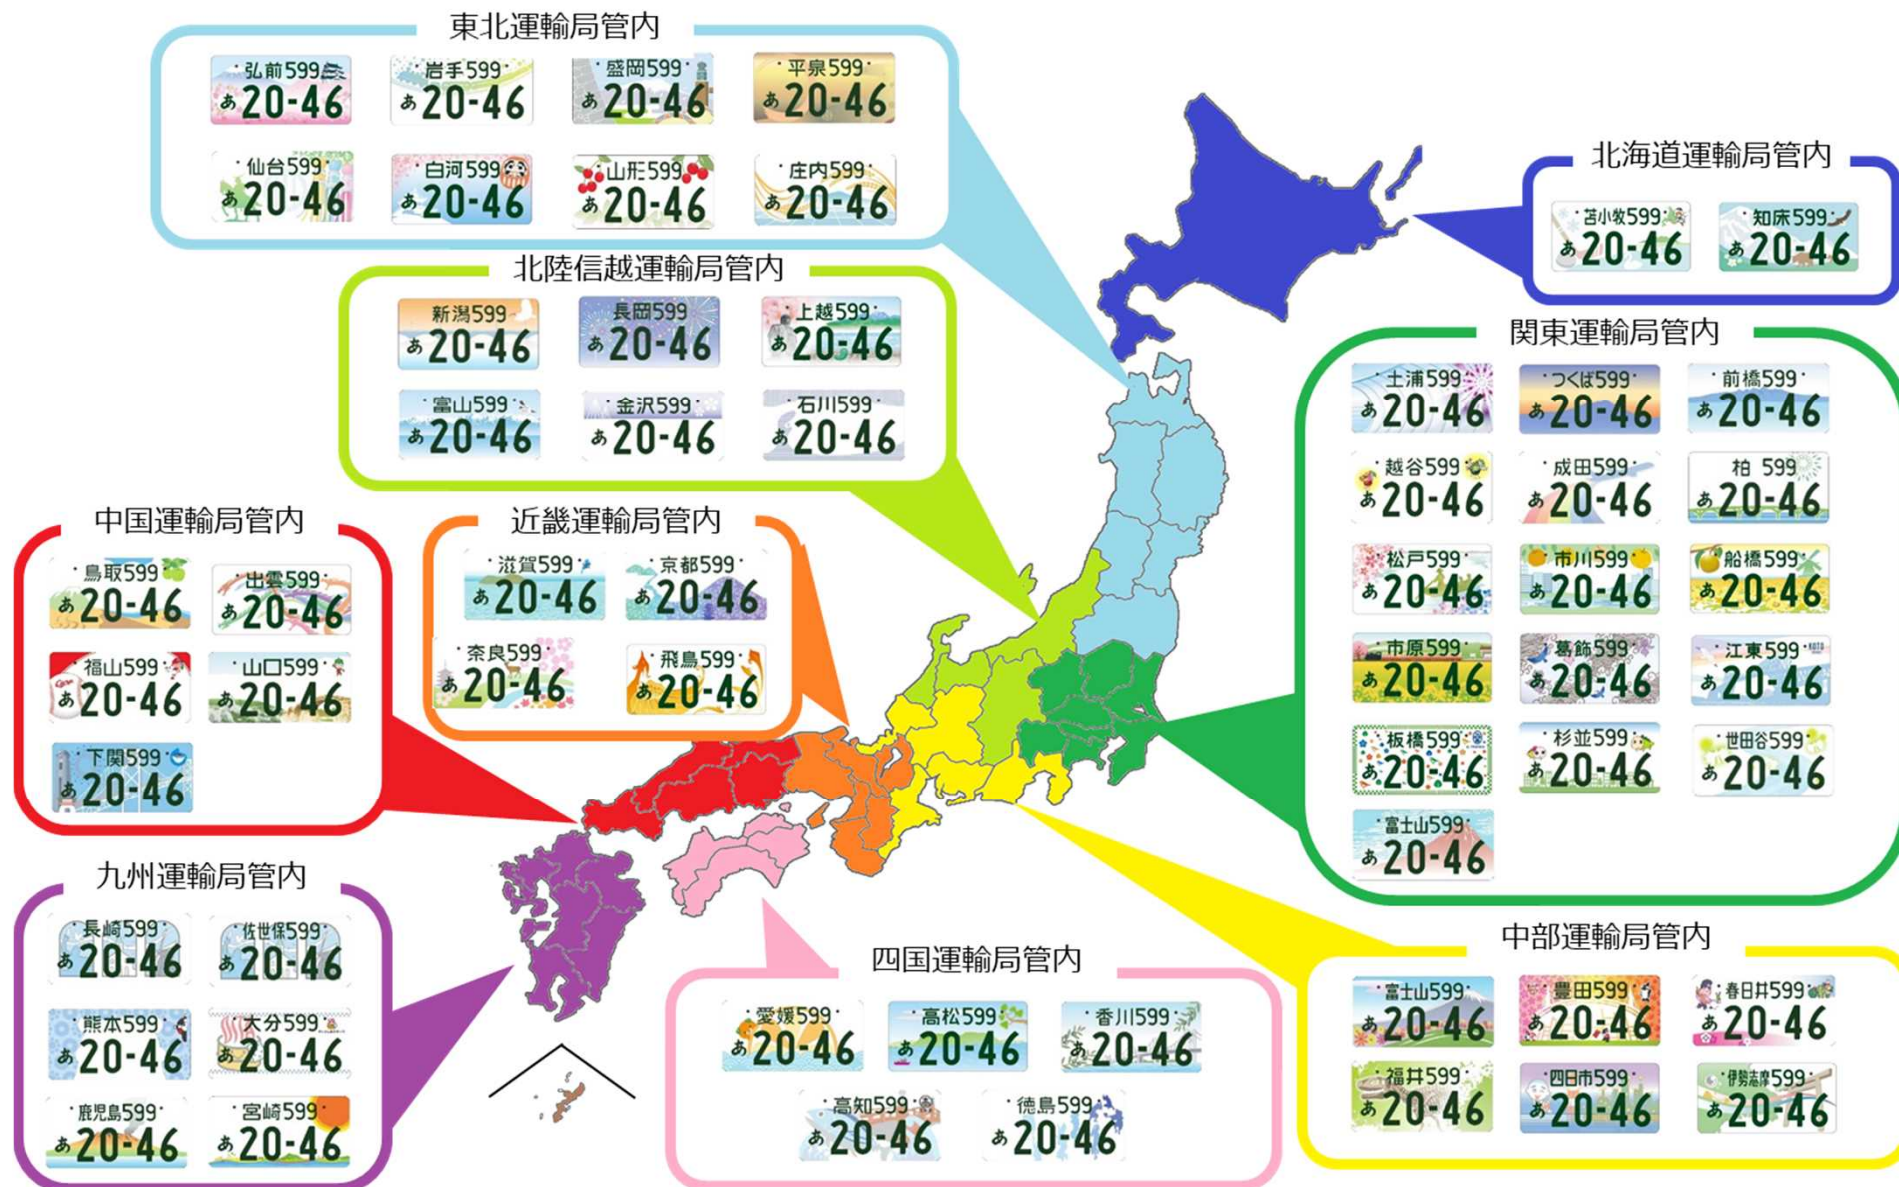 東北運輸局管内
弘前599
あ20-46
岩手599
あ20-46
盛岡599
あ20-46
平泉599
あ20-46
仙台599
あ20-46
白河599
あ20-46
山形599
あ20-46
庄内599
あ20-46
北海道運輸局管内
苫小牧599
あ20-46
知床599
あ20-46
北陸信越運輸局管内
新潟599
あ20-46
長岡599
あ20-46
上越599
あ20-46
富山599
あ20-46
金沢599
あ20-46
石川599
あ20-46
関東運輸局管内
土浦599
あ20-46
つくば599
あ20-46
前橋599
あ20-46
越谷599
あ20-46
成田599
あ20-46
柏 599
あ20-46
松戸599
あ20-46
市川599
あ20-46
船橋599
あ20-46
市原599
あ20-46
葛飾599
あ20-46
江東599
あ20-46
板橋599
あ20-46
杉並599
あ20-46
世田谷599
あ20-46
富士山599
あ20-46
中国運輸局管内
鳥取599
あ20-46
出雲599
あ20-46
福山599
あ20-46
山口599
あ20-46
下関599
あ20-46
近畿運輸局管内
滋賀599
あ20-46
京都599
あ20-46
奈良599
あ20-46
飛鳥599
あ20-46
九州運輸局管内
長崎599
あ20-46
佐世保599
あ20-46
熊本599
あ20-46
大分599
あ20-46
鹿児島599
あ20-46
宮崎599
あ20-46
四国運輸局管内
愛媛599
あ20-46
高松599
あ20-46
香川599
あ20-46
高知599
あ20-46
徳島599
あ20-46
中部運輸局管内
富士山599
あ20-46
豊田599
あ20-46
春日井599
あ20-46
福井599
あ20-46
四日市599
あ20-46
伊勢志摩599
あ20-46